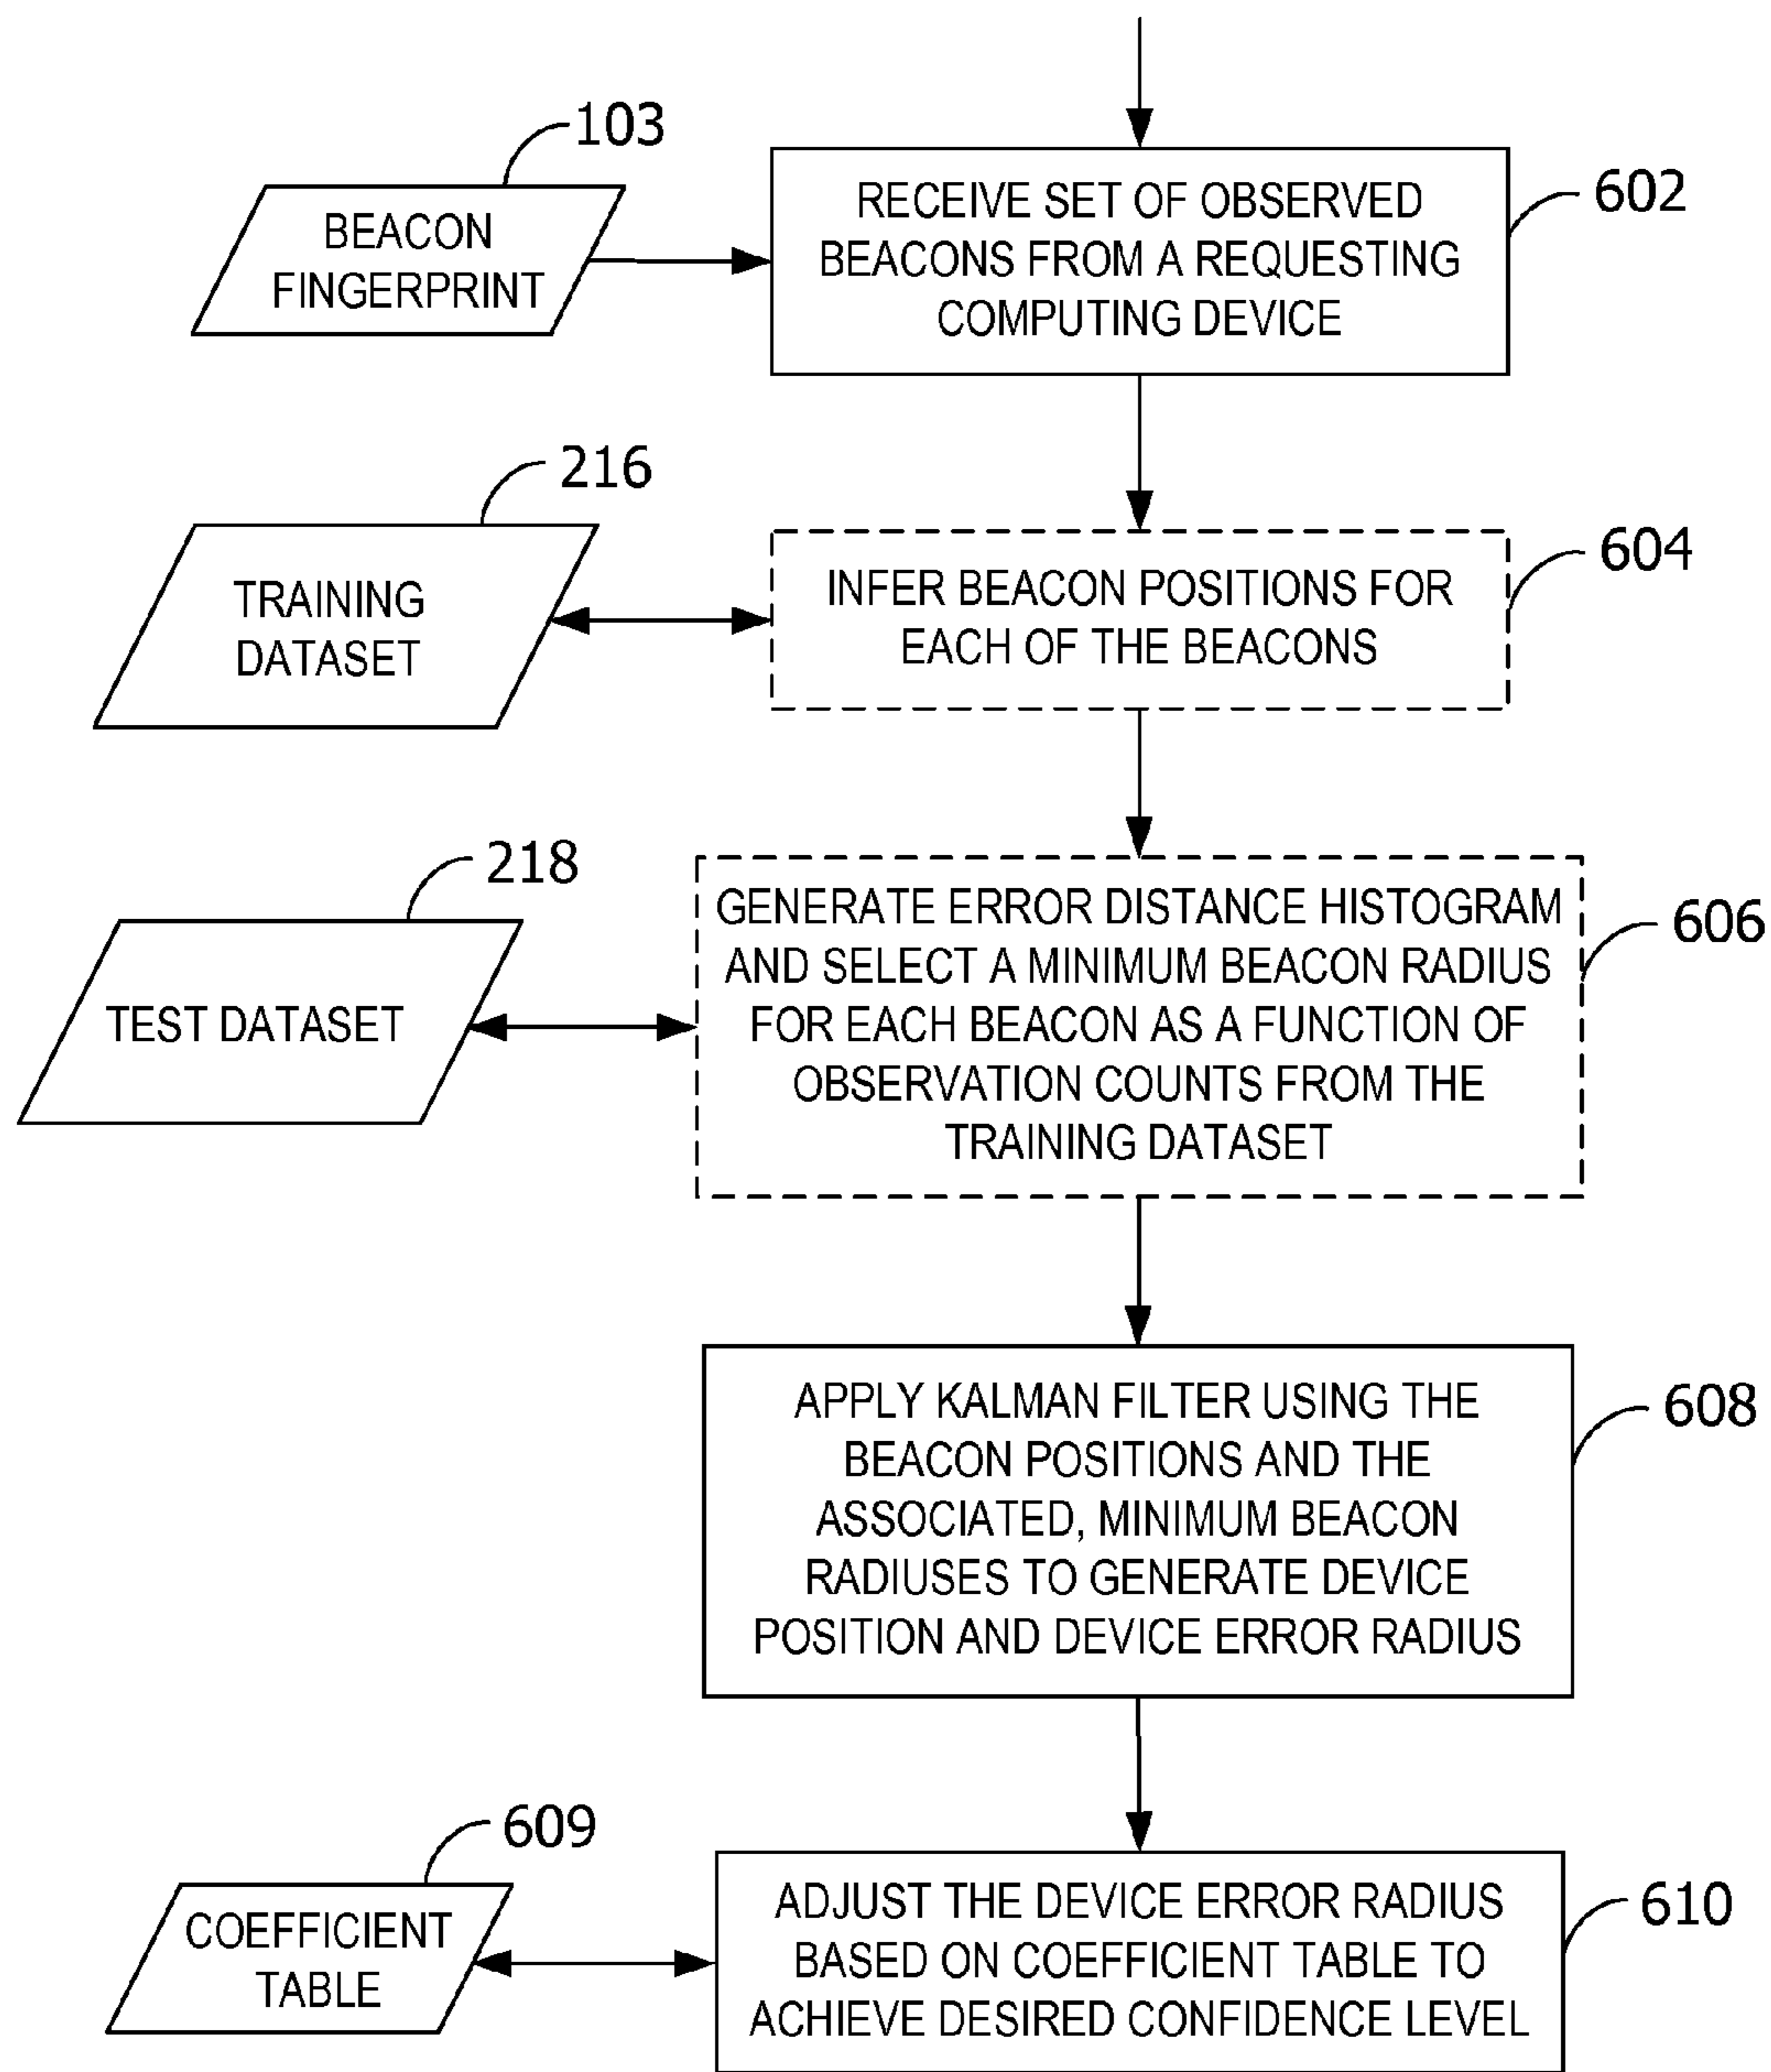 103
BEACON
FINGERPRINT
RECEIVE SET OF OBSERVED
BEACONS FROM A REQUESTING
COMPUTING DEVICE
602
216
TRAINING
DATASET
INFER BEACON POSITIONS FOR
EACH OF THE BEACONS
604
218
TEST DATASET
GENERATE ERROR DISTANCE HISTOGRAM
AND SELECT A MINIMUM BEACON RADIUS
FOR EACH BEACON AS A FUNCTION OF
OBSERVATION COUNTS FROM THE
TRAINING DATASET
606
APPLY KALMAN FILTER USING THE
BEACON POSITIONS AND THE
ASSOCIATED, MINIMUM BEACON
RADIUSES TO GENERATE DEVICE
POSITION AND DEVICE ERROR RADIUS
608
609
COEFFICIENT
TABLE
ADJUST THE DEVICE ERROR RADIUS
BASED ON COEFFICIENT TABLE TO
ACHIEVE DESIRED CONFIDENCE LEVEL
610